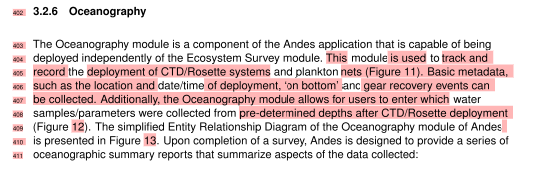 402 3.2.6 Oceanography
403 The Oceanography module is a component of the Andes application that is capable of being
404 deployed independently of the Ecosystem Survey module. This module is used to track and
405 record the deployment of CTD/Rosette systems and plankton nets (Figure 11). Basic metadata,
406 such as the location and date/time of deployment, ‘on bottom’ and gear recovery events can
407 be collected. Additionally, the Oceanography module allows for users to enter which water
408 samples/parameters were collected from pre-determined depths after CTD/Rosette deployment
409 (Figure 12). The simplified Entity Relationship Diagram of the Oceanography module of Andes
410 is presented in Figure 13. Upon completion of a survey, Andes is designed to provide a series of
411 oceanographic summary reports that summarize aspects of the data collected: